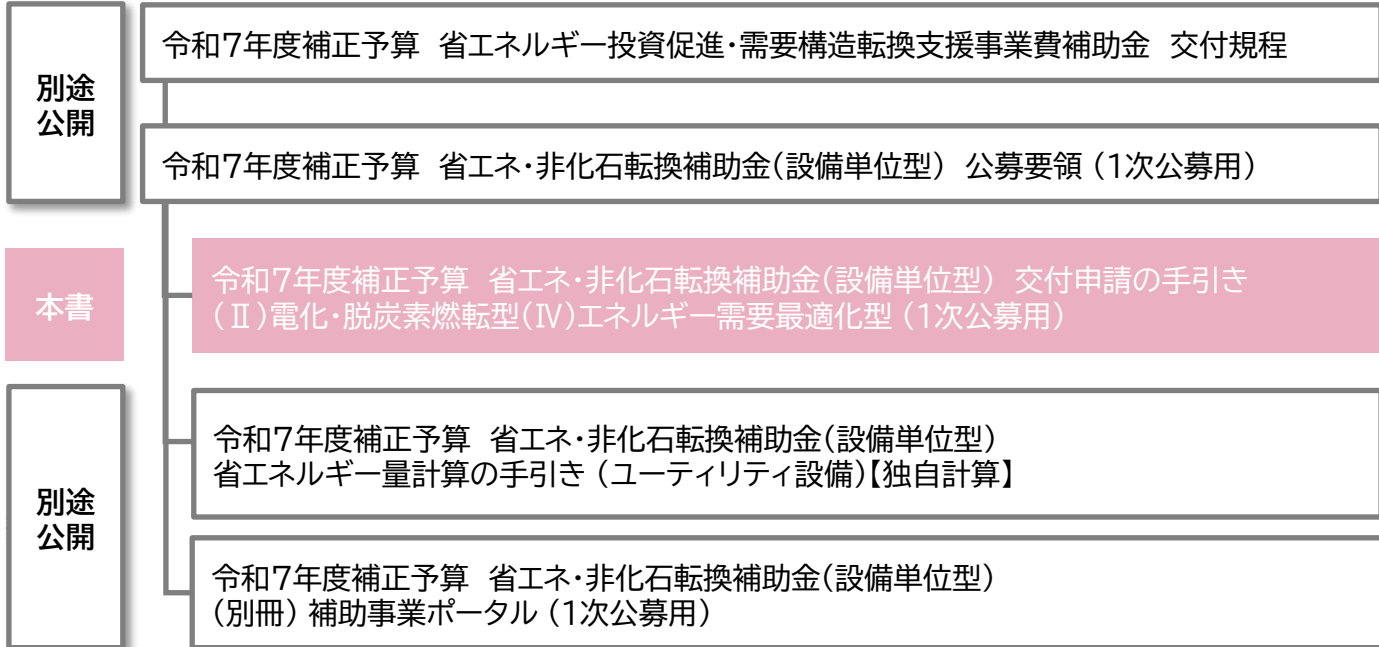 別途
公開
令和7年度補正予算 省エネルギー投資促進・需要構造転換支援事業費補助金 交付規程
令和7年度補正予算 省エネ・非化石転換補助金(設備単位型) 公募要領 (1次公募用)
本書
令和7年度補正予算 省エネ・非化石転換補助金(設備単位型) 交付申請の手引き
(Ⅱ)電化・脱炭素燃転型(Ⅳ)エネルギー需要最適化型 (1次公募用)
別途
公開
令和7年度補正予算 省エネ・非化石転換補助金(設備単位型)
省エネルギー量計算の手引き (ユーティリティ設備)【独自計算】
令和7年度補正予算 省エネ・非化石転換補助金(設備単位型)
(別冊) 補助事業ポータル (1次公募用)